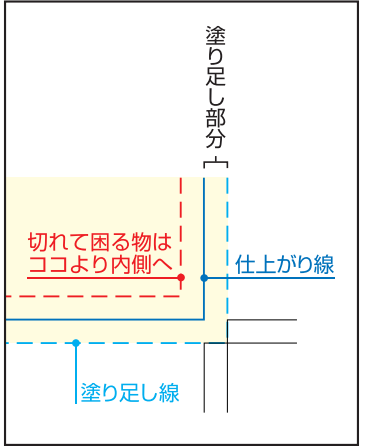 塗り足し部分
切れて困る物は
ココより内側へ
仕上がり線
塗り足し線